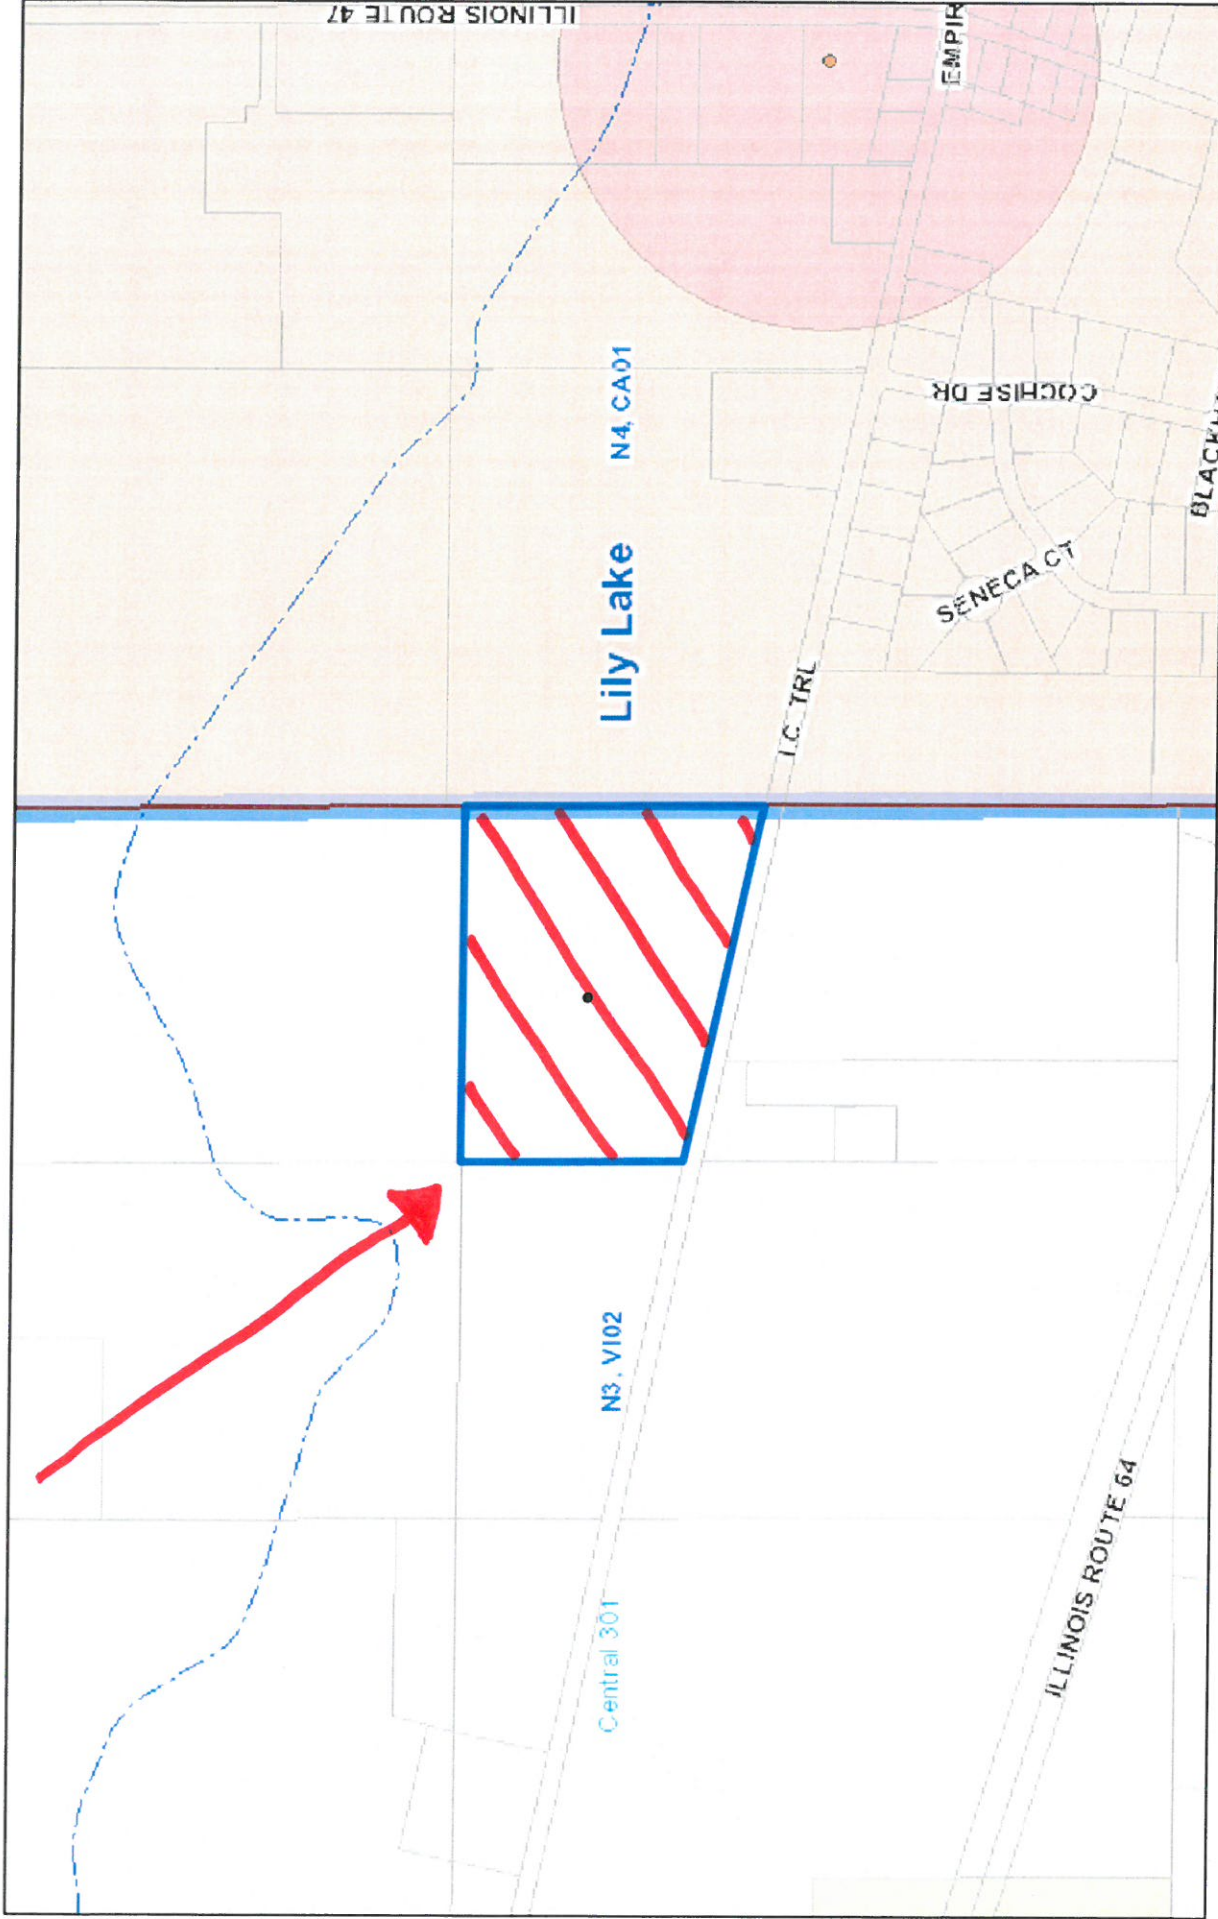 ILLINOIS ROUTE 47
EMPIR
N4, CA01
COCHISE DR
BLACKH
Lily Lake
SENECA CT
I.C. TRL
N3, VI02
Central 301
ILLINOIS ROUTE 64